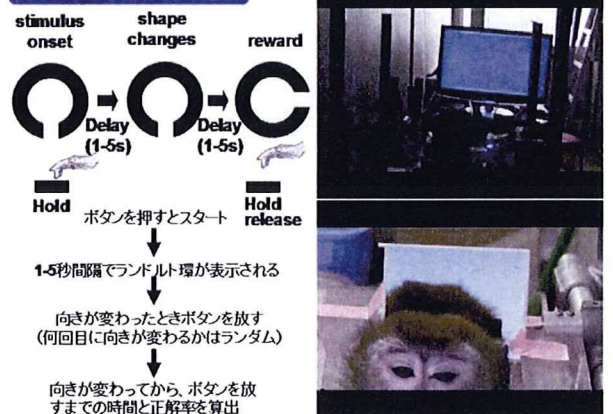 stimulus onset
shape changes
reward
Delay (1-5s)
Delay (1-5s)
Hold
Hold release
ボタンを押すとスタート
1-5秒間隔でランドルト環が表示される
向きが変わったときボタンを放す
(何回目に向きが変わるかはランダム)
向きが変わってから、ボタンを放
すまでの時間と正解率を算出